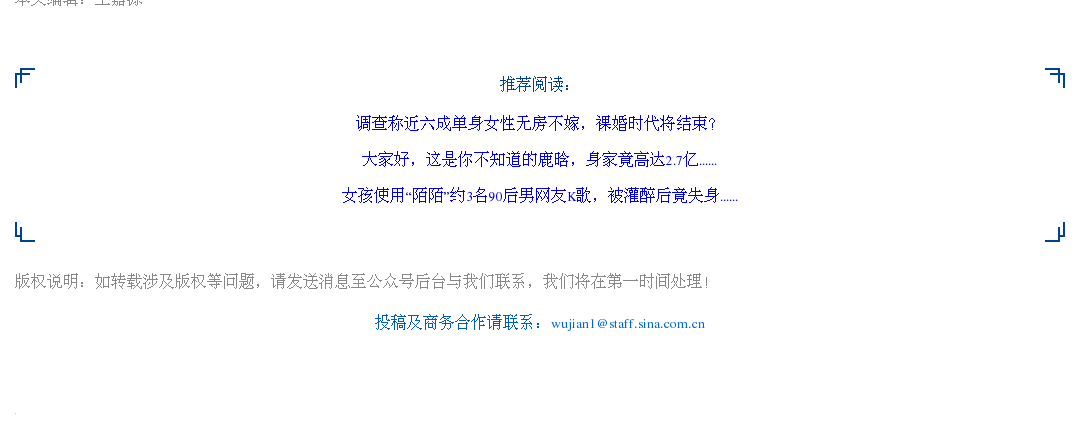 推荐阅读：
调查称近六成单身女性无房不嫁，裸婚时代将结束？
大家好，这是你不知道的鹿晗，身家竟高达2.7亿......
女孩使用“陌陌”约3名90后男网友K歌，被灌醉后竟失身......
版权说明：如转载涉及版权等问题，请发送消息至公众号后台与我们联系，我们将在第一时间处理！
投稿及商务合作请联系：wujian1@staff.sina.com.cn